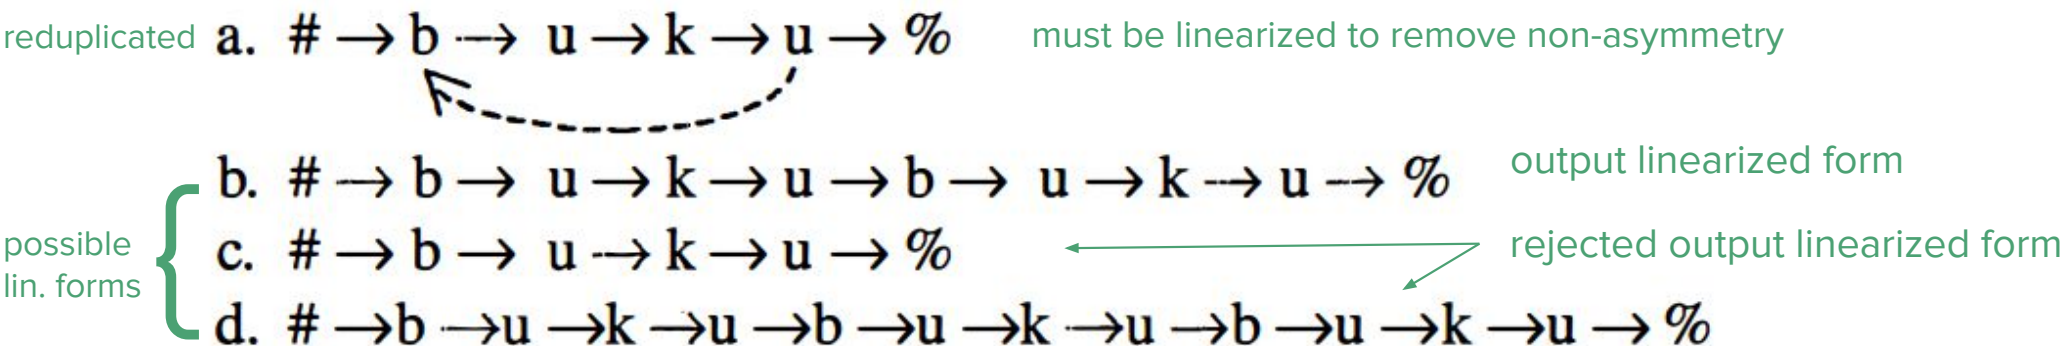 reduplicated a. # → b → u → k → u → % must be linearized to remove non-asymmetry
b. # → b → u → k → u → b → u → k → u → % output linearized form
possible lin. forms
c. # → b → u → k → u → % rejected output linearized form
d. # → b → u → k → u → b → u → k → u → b → u → k → u → %